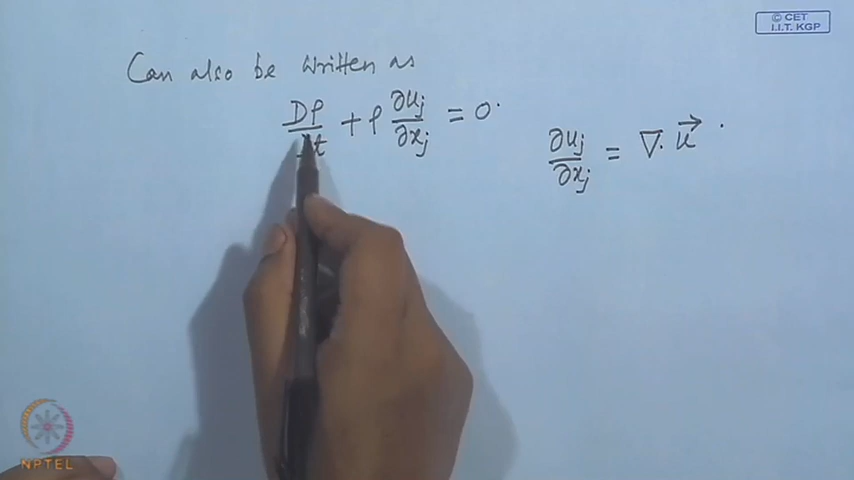 © CET
I.I.T. KGP
Can also be written as
Dρ/Dt + ρ ∂uj/∂xj = 0.
∂uj/∂xj = ∇. u⃗ .
NPTEL